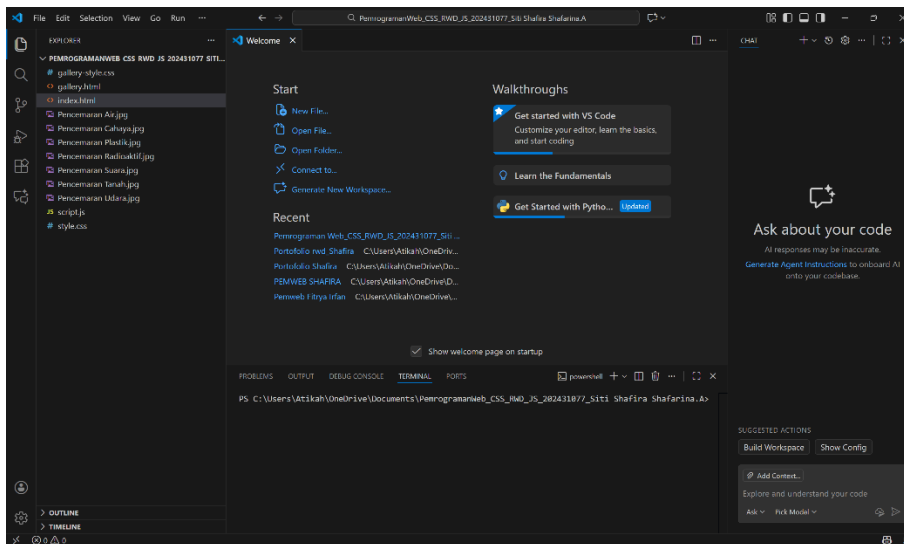 File Edit Selection View Go Run ···
PemrogramanWeb_CSS_RWD_JS_202431077_Siti Shafira Shafarina.A
EXPLORER
PEMROGRAMANWEB CSS RWD JS 202431077 SITI...
# gallery-style.css
<> gallery.html
<> index.html
Pencemaran Air.jpg
Pencemaran Cahaya.jpg
Pencemaran Plastik.jpg
Pencemaran Radioaktif.jpg
Pencemaran Suara.jpg
Pencemaran Tanah.jpg
Pencemaran Udara.jpg
JS script.js
# style.css
OUTLINE
TIMELINE
0 0
Welcome
Start
New File...
Open File...
Open Folder...
Connect to...
Generate New Workspace...
Recent
Pemrograman Web_CSS_RWD_JS_202431077_Siti ...
Portofolio rwd Shafira C:\Users\Atikah\OneDriv...
Portofolio Shafira C:\Users\Atikah\OneDrive\Do...
PEMWEB SHAFIRA C:\Users\Atikah\OneDrive\D...
Pemweb Fitrya Irfan C:\Users\Atikah\OneDrive\...
Walkthroughs
Get started with VS Code
Customize your editor, learn the basics,
and start coding
Learn the Fundamentals
Get Started with Pytho... Updated
Show welcome page on startup
PROBLEMS OUTPUT DEBUG CONSOLE TERMINAL PORTS
powershell
PS C:\Users\Atikah\OneDrive\Documents\PemrogramanWeb_CSS_RWD_JS_202431077_Siti Shafira Shafarina.A>
CHAT
Ask about your code
AI responses may be inaccurate.
Generate Agent Instructions to onboard AI
onto your codebase.
SUGGESTED ACTIONS
Build Workspace Show Config
Add Context...
Explore and understand your code
Ask Pick Model